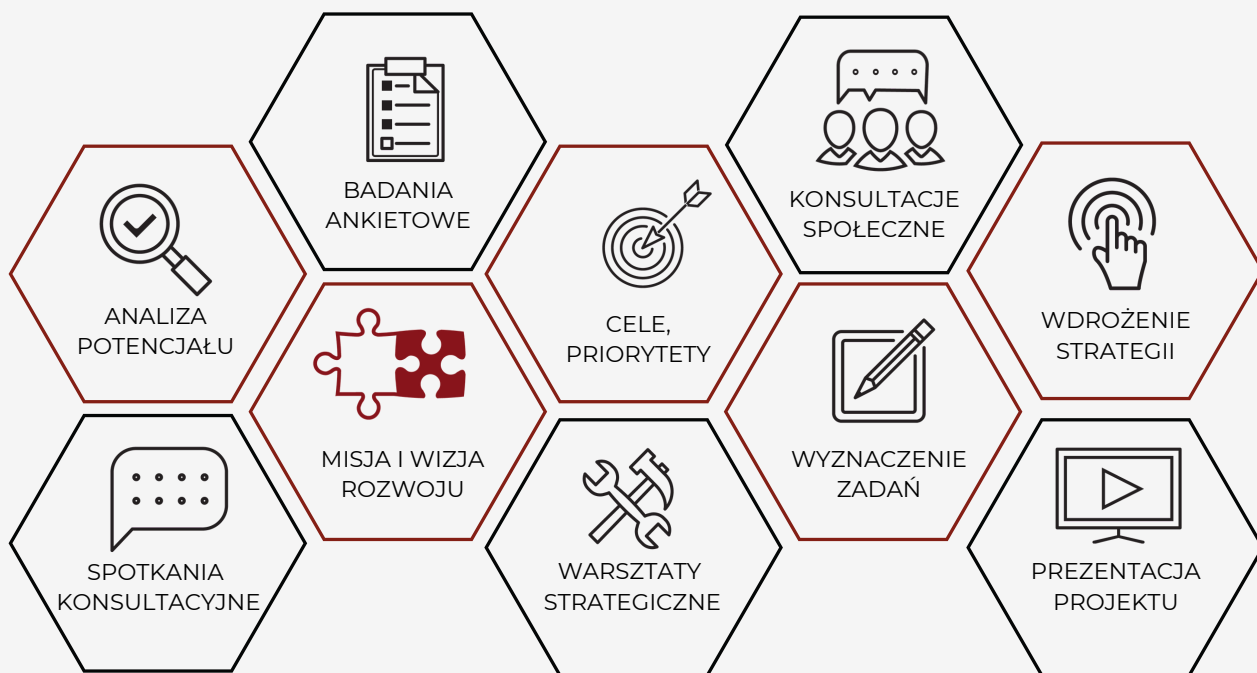 BADANIA
ANKIETOWE
KONSULTACJE
SPOŁECZNE
ANALIZA
POTENCJAŁU
CELE,
PRIORYTETY
WDROŻENIE
STRATEGII
MISJA I WIZJA
ROZWOJU
WYZNACZENIE
ZADAŃ
SPOTKANIA
KONSULTACYJNE
WARSZTATY
STRATEGICZNE
PREZENTACJA
PROJEKTU